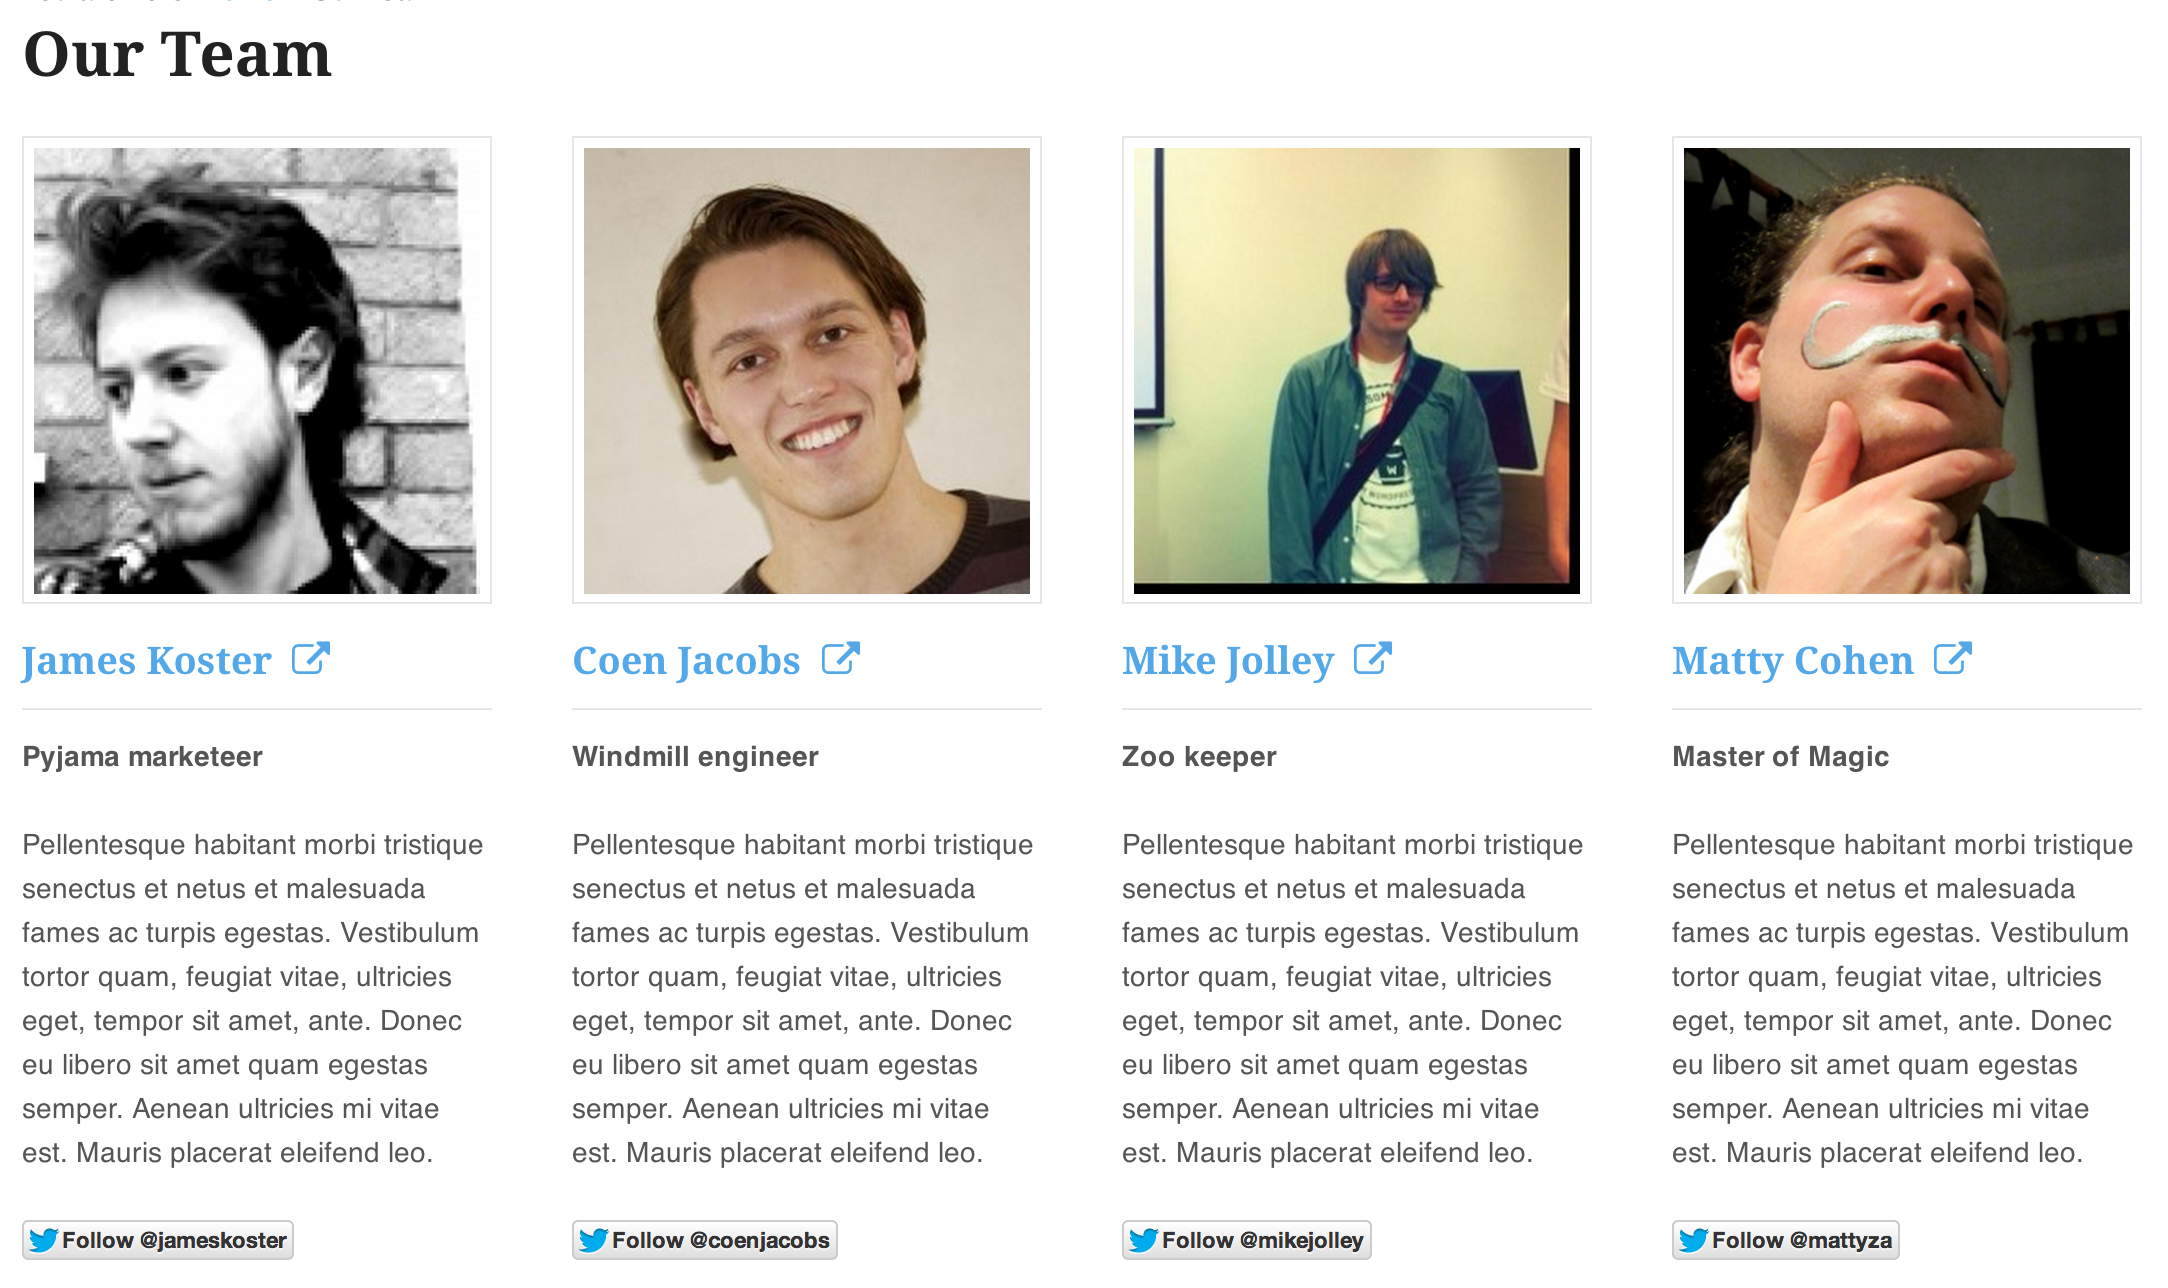 Our Team
James Koster
Coen Jacobs
Mike Jolley
Matty Cohen
Pyjama marketeer
Windmill engineer
Zoo keeper
Master of Magic
Pellentesque habitant morbi tristique
senectus et netus et malesuada
fames ac turpis egestas. Vestibulum
tortor quam, feugiat vitae, ultricies
eget, tempor sit amet, ante. Donec
eu libero sit amet quam egestas
semper. Aenean ultricies mi vitae
est. Mauris placerat eleifend leo.
Pellentesque habitant morbi tristique
senectus et netus et malesuada
fames ac turpis egestas. Vestibulum
tortor quam, feugiat vitae, ultricies
eget, tempor sit amet, ante. Donec
eu libero sit amet quam egestas
semper. Aenean ultricies mi vitae
est. Mauris placerat eleifend leo.
Pellentesque habitant morbi tristique
senectus et netus et malesuada
fames ac turpis egestas. Vestibulum
tortor quam, feugiat vitae, ultricies
eget, tempor sit amet, ante. Donec
eu libero sit amet quam egestas
semper. Aenean ultricies mi vitae
est. Mauris placerat eleifend leo.
Pellentesque habitant morbi tristique
senectus et netus et malesuada
fames ac turpis egestas. Vestibulum
tortor quam, feugiat vitae, ultricies
eget, tempor sit amet, ante. Donec
eu libero sit amet quam egestas
semper. Aenean ultricies mi vitae
est. Mauris placerat eleifend leo.
Follow @jameskoster
Follow @coenjacobs
Follow @mikejolley
Follow @mattyza